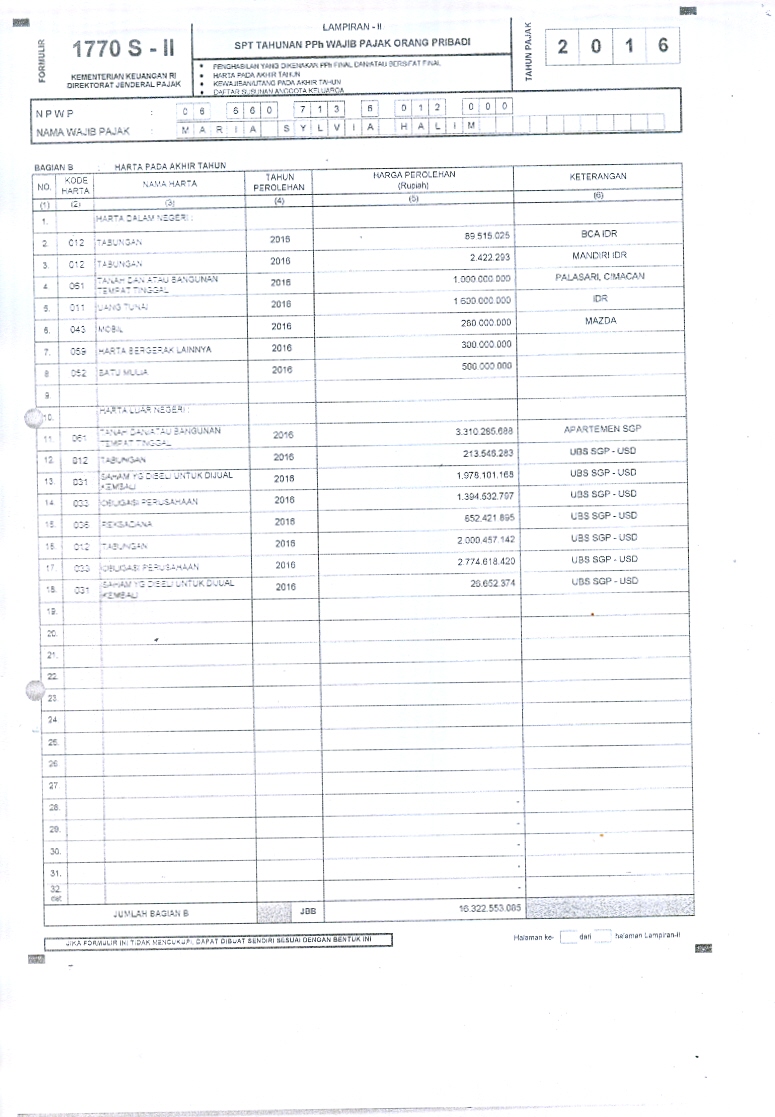 FORMULIR
1770 S - II
KEMENTERIAN KEUANGAN RI
DIREKTORAT JENDERAL PAJAK
LAMPIRAN - II
SPT TAHUNAN PPh WAJIB PAJAK ORANG PRIBADI
• PENGHASILAN YANG DIKENAKAN PPh FINAL DAN/ATAU BERSIFAT FINAL
• HARTA PADA AKHIR TAHUN
• KEWAJIBAN/UTANG PADA AKHIR TAHUN
• DAFTAR SUSUNAN ANGGOTA KELUARGA
TAHUN PAJAK
2 0 1 6
N P W P : 0 6 6 6 0 7 1 3 6 0 1 2 0 0 0
NAMA WAJIB PAJAK : M A R I A S Y L V I A H A L I M
BAGIAN B : HARTA PADA AKHIR TAHUN
NO. KODE HARTA NAMA HARTA TAHUN PEROLEHAN HARGA PEROLEHAN (Rupiah) KETERANGAN
(1) (2) (3) (4) (5) (6)
1. HARTA DALAM NEGERI :
2. 012 TABUNGAN 2016 89.515.025 BCA IDR
3. 012 TABUNGAN 2016 2.422.293 MANDIRI IDR
4. 061 TANAH DAN ATAU BANGUNAN TEMPAT TINGGAL 2016 1.000.000.000 PALASARI, CIMACAN
5. 011 UANG TUNAI 2016 1.600.000.000 IDR
6. 043 MOBIL 2016 260.000.000 MAZDA
7. 059 HARTA BERGERAK LAINNYA 2016 300.000.000
8. 052 BATU MULIA 2016 500.000.000
9.
10. HARTA LUAR NEGERI :
11. 061 TANAH DAN/ATAU BANGUNAN TEMPAT TINGGAL 2016 3.310.285.688 APARTEMEN SGP
12. 012 TABUNGAN 2016 213.546.283 UBS SGP - USD
13. 031 SAHAM YG DIBELI UNTUK DIJUAL KEMBALI 2016 1.978.101.168 UBS SGP - USD
14. 033 OBLIGASI PERUSAHAAN 2016 1.394.532.797 UBS SGP - USD
15. 036 REKSADANA 2016 652.421.895 UBS SGP - USD
16. 012 TABUNGAN 2016 2.000.457.142 UBS SGP - USD
17. 033 OBLIGASI PERUSAHAAN 2016 2.774.618.420 UBS SGP - USD
18. 031 SAHAM YG DIBELI UNTUK DIJUAL KEMBALI 2016 26.652.374 UBS SGP - USD
19.
20.
21.
22.
23.
24.
25.
26.
27.
28. -
29. -
30. -
31. -
32. dst -
JUMLAH BAGIAN B JBB 16.322.553.085
JIKA FORMULIR INI TIDAK MENCUKUPI, DAPAT DIBUAT SENDIRI SESUAI DENGAN BENTUK INI
Halaman ke- dari halaman Lampiran-II